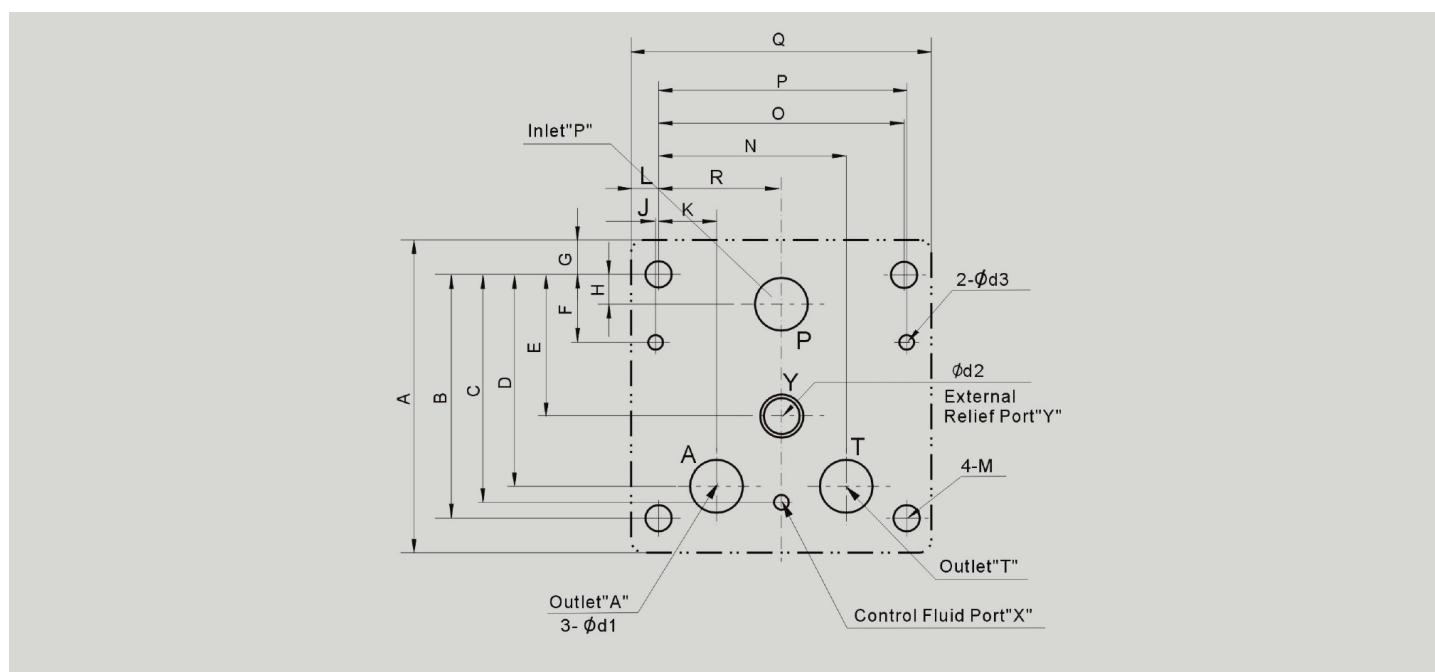 Q
P
O
Inlet"P"
N
L
R
J
K
G
H
F
2-Ød3
E
P
D
C
Y
Ød2
B
A
External
Relief Port"Y"
A
T
4-M
Outlet"T"
Outlet"A"
3- Ød1
Control Fluid Port"X"